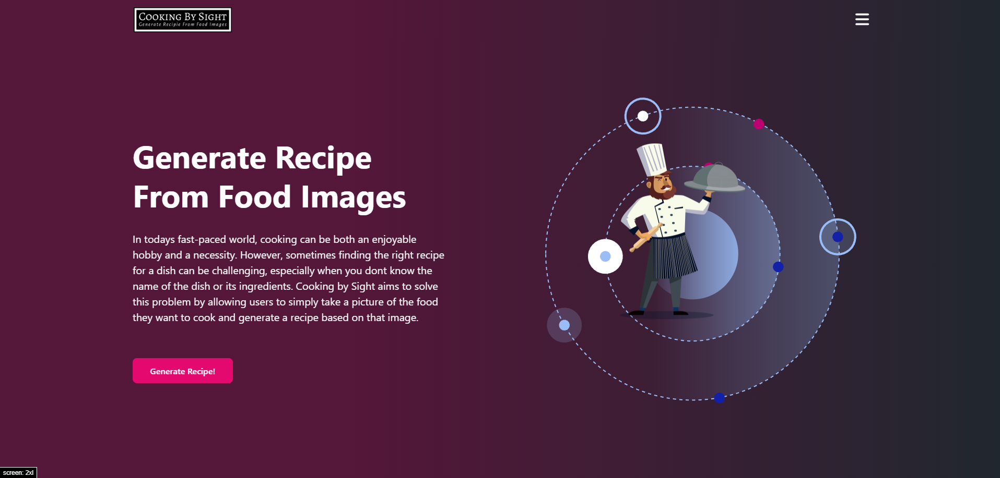 Cooking By Sight
Generate Recipie From Food Images
Generate Recipe
From Food Images
In todays fast-paced world, cooking can be both an enjoyable
hobby and a necessity. However, sometimes finding the right recipe
for a dish can be challenging, especially when you dont know the
name of the dish or its ingredients. Cooking by Sight aims to solve
this problem by allowing users to simply take a picture of the food
they want to cook and generate a recipe based on that image.
Generate Recipe!
screen: 2xl